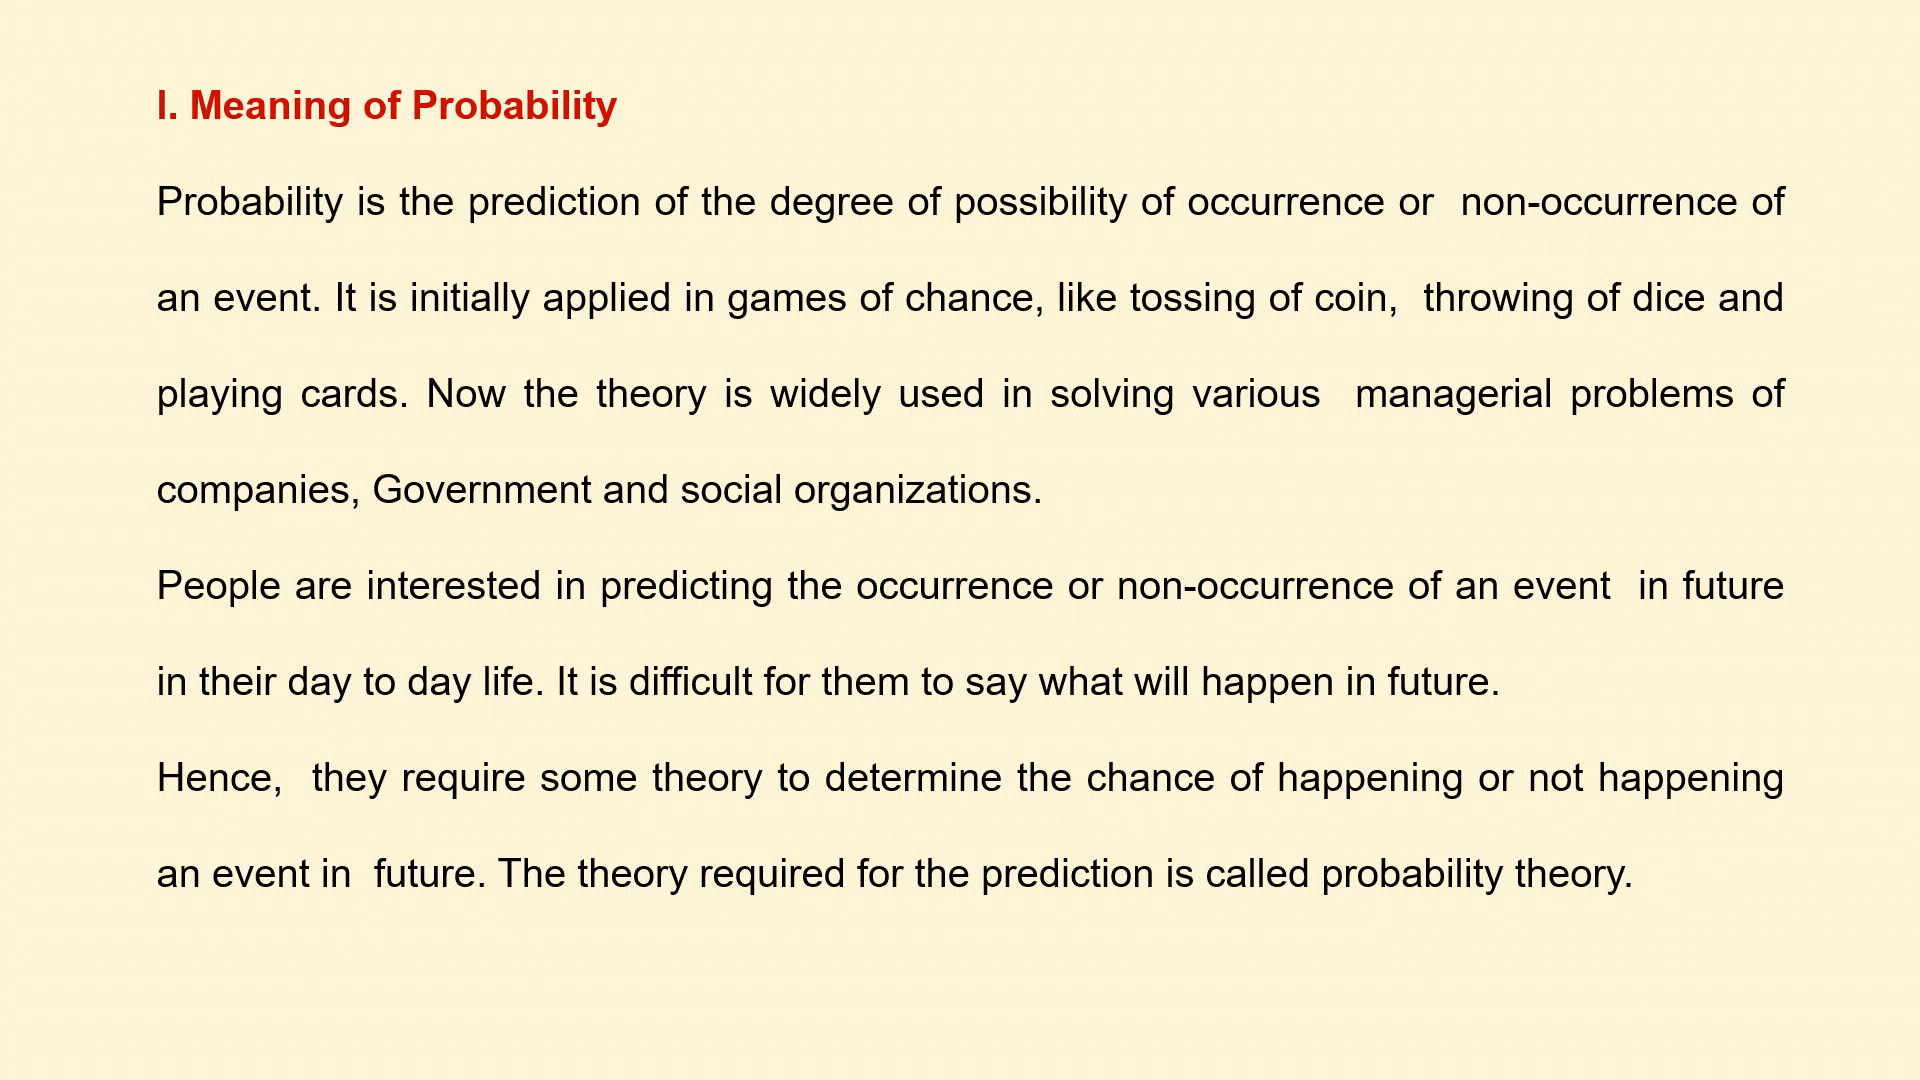 I. Meaning of Probability
Probability is the prediction of the degree of possibility of occurrence or  non-occurrence of
an event. It is initially applied in games of chance, like tossing of coin,  throwing of dice and
playing cards. Now the theory is widely used in solving various  managerial problems of
companies, Government and social organizations.
People are interested in predicting the occurrence or non-occurrence of an event  in future
in their day to day life. It is difficult for them to say what will happen in future.
Hence,  they require some theory to determine the chance of happening or not happening
an event in  future. The theory required for the prediction is called probability theory.